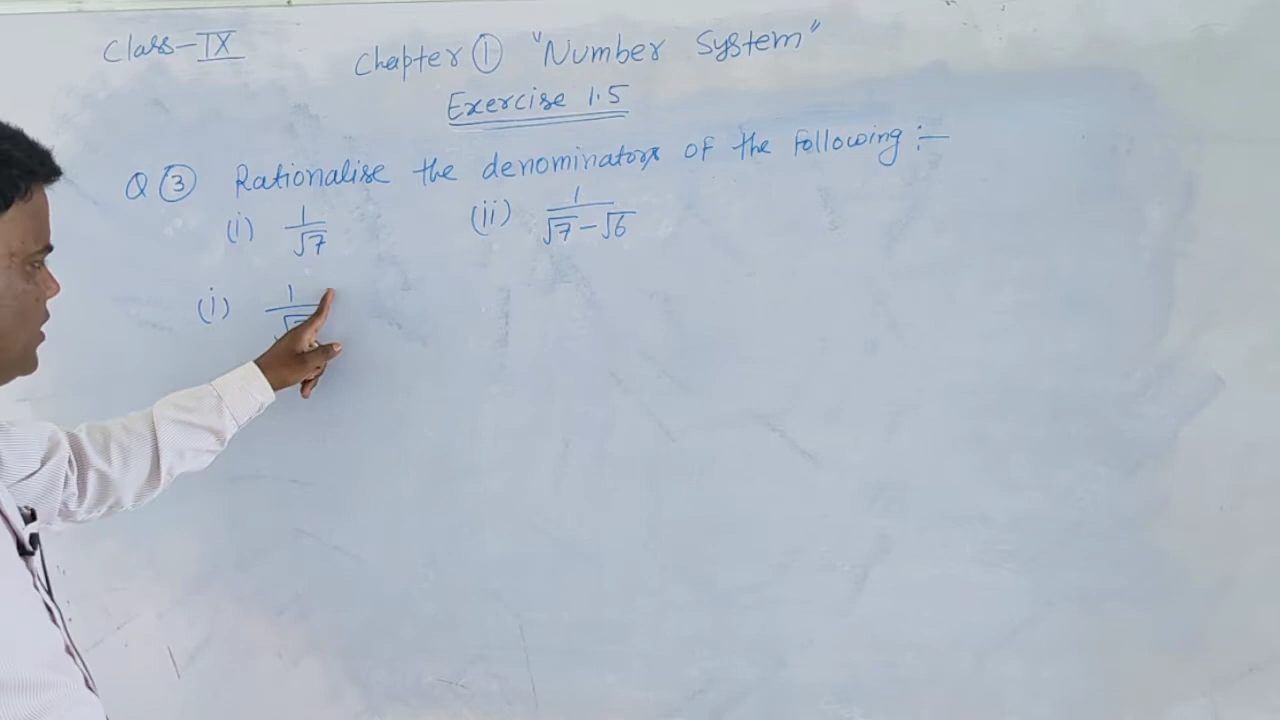 Class-IX
Chapter ① "Number System"
Exercise 1.5
Q ③ Rationalise the denominators of the following :-
(i) 1/√7 (ii) 1/(√7-√6)
(i) 1/√